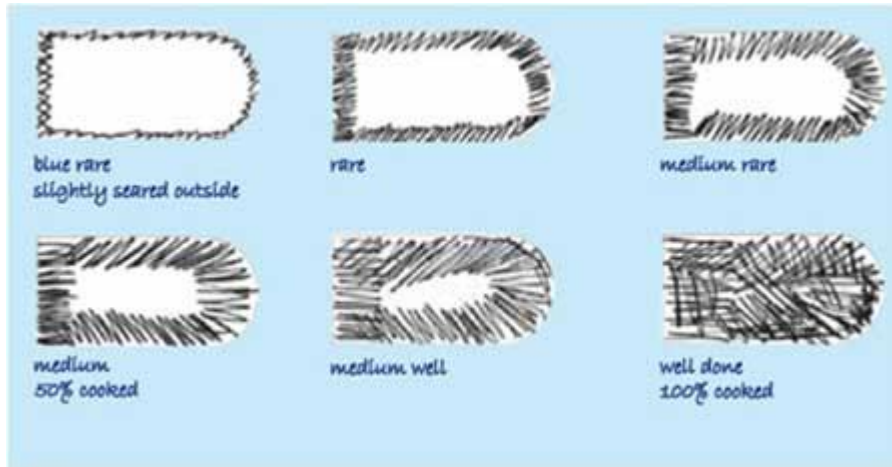 blue rare
slightly seared outside
rare
medium rare
medium
50% cooked
medium well
well done
100% cooked